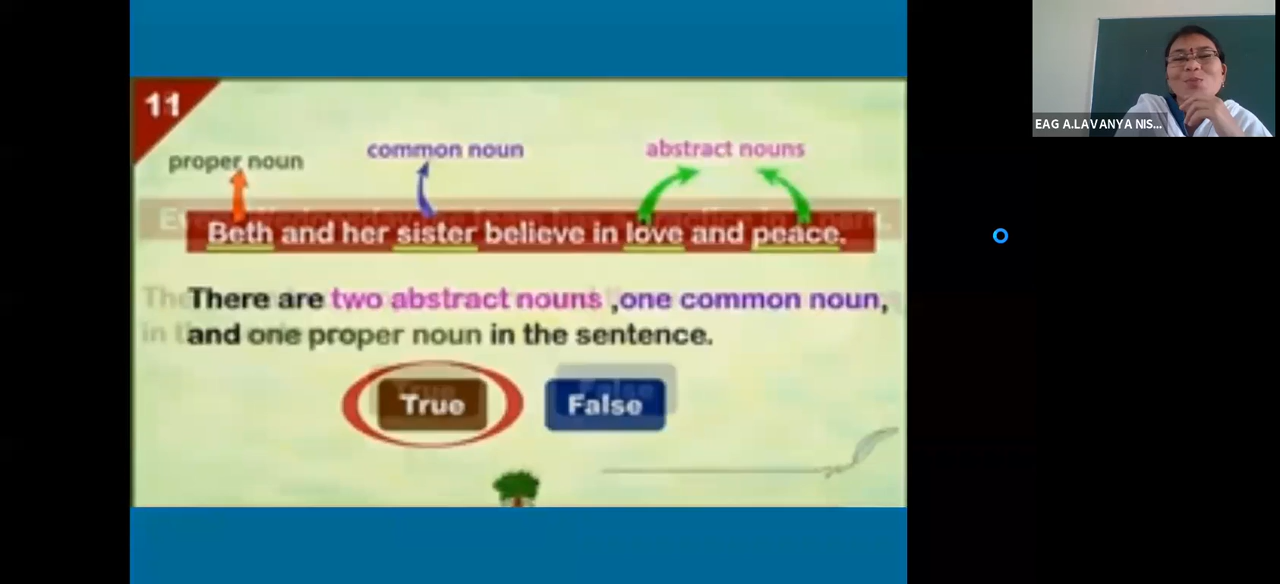 11
EAG A.LAVANYA NIS...
proper noun
common noun
abstract nouns
Beth and her sister believe in love and peace.
There are two abstract nouns ,one common noun,
and one proper noun in the sentence.
True
False